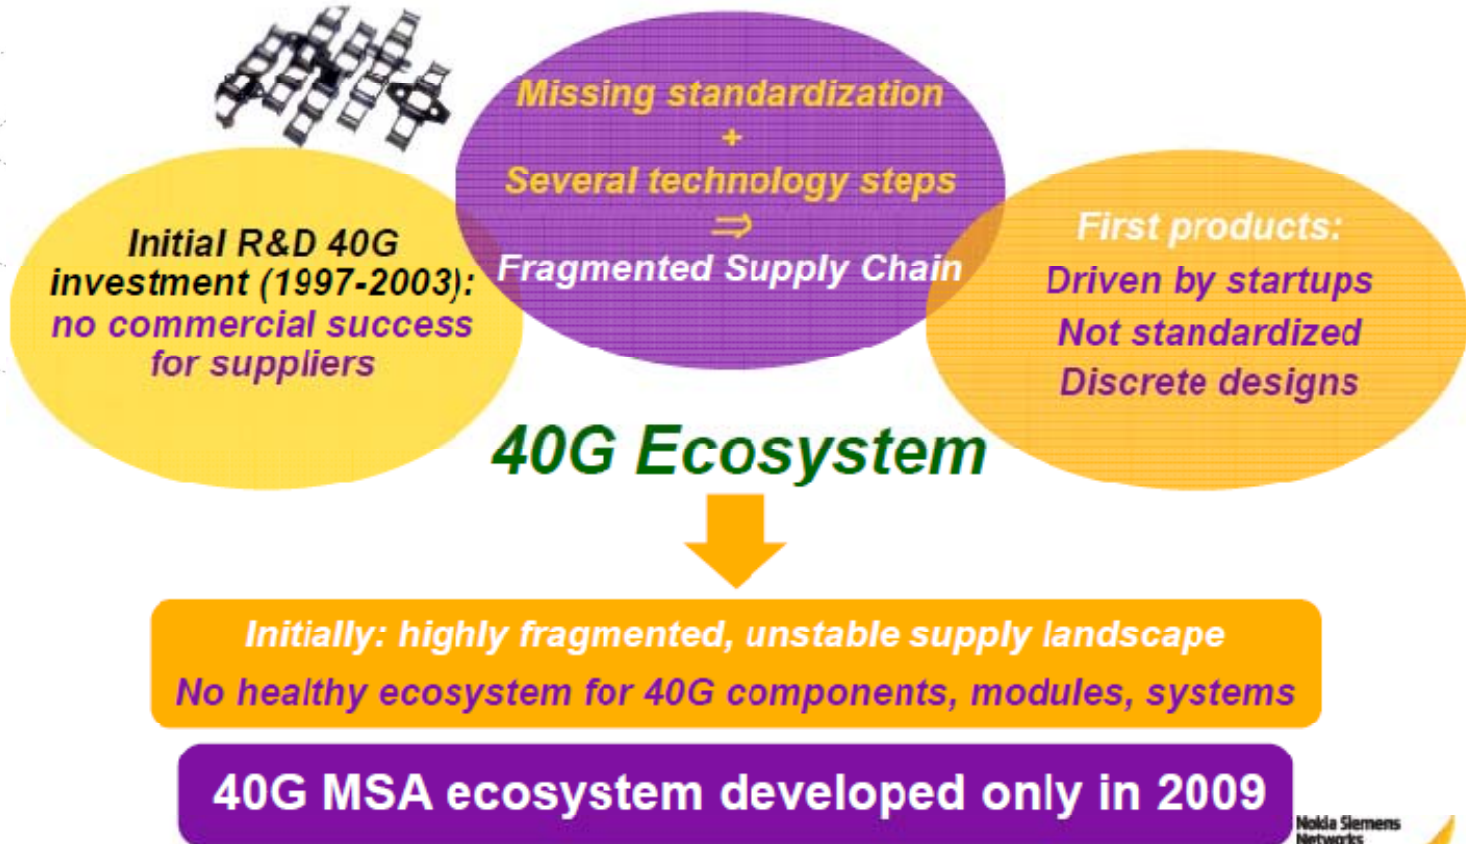 Missing standardization
+
Several technology steps
⇒
Fragmented Supply Chain
Initial R&D 40G
investment (1997-2003):
no commercial success
for suppliers
First products:
Driven by startups
Not standardized
Discrete designs
40G Ecosystem
Initially: highly fragmented, unstable supply landscape
No healthy ecosystem for 40G components, modules, systems
40G MSA ecosystem developed only in 2009
Nokia Siemens
Networks